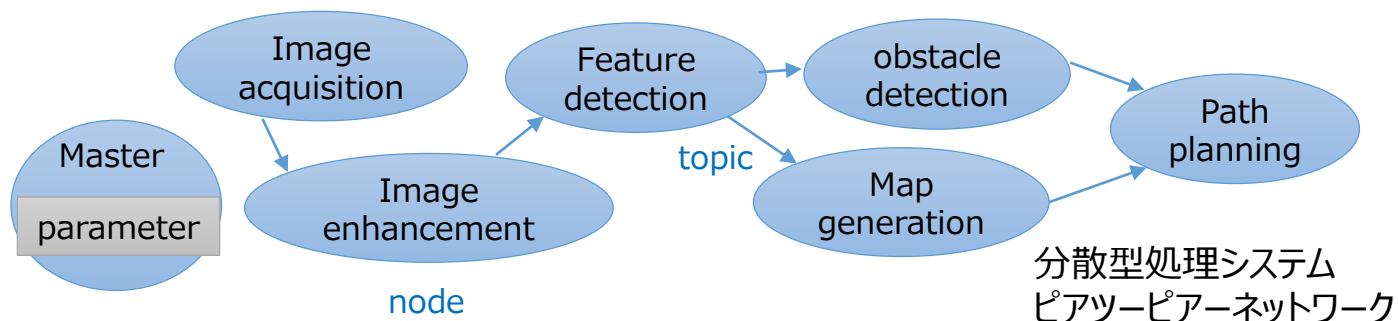 Image
acquisition
Feature
detection
obstacle
detection
Path
planning
Master
parameter
Image
enhancement
topic
Map
generation
node
分散型処理システム
ピアツーピアーネットワーク